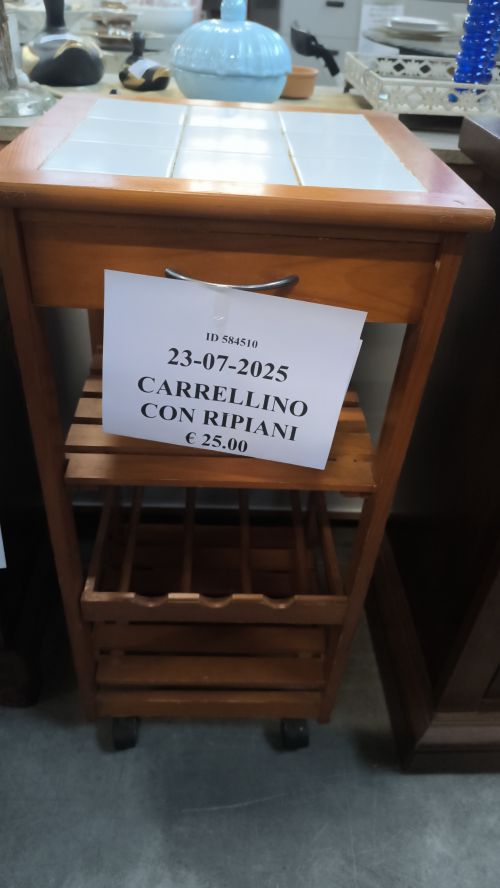 ID 584510
23-07-2025
CARRELLINO
CON RIPIANI
€ 25.00